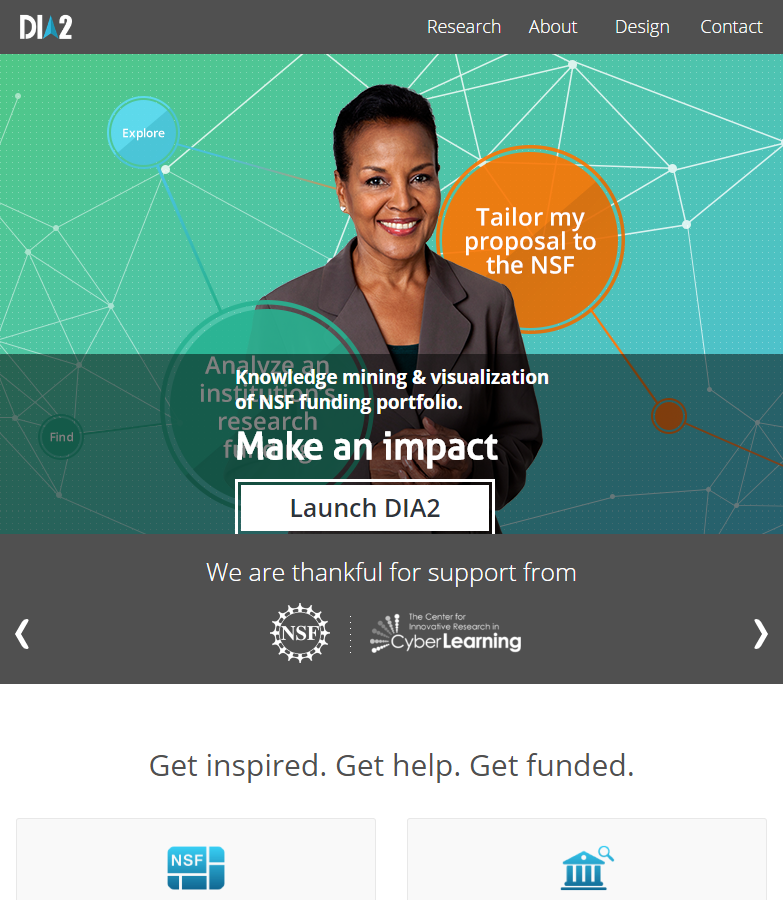 DIA2
Research About Design Contact
Explore
Tailor my
proposal to
the NSF
Analyze an
institution's
research
funding
Find
Knowledge mining & visualization
of NSF funding portfolio.
Make an impact
Launch DIA2
We are thankful for support from
NSF
The Center for
Innovative Research in
CyberLearning
Get inspired. Get help. Get funded.
NSF